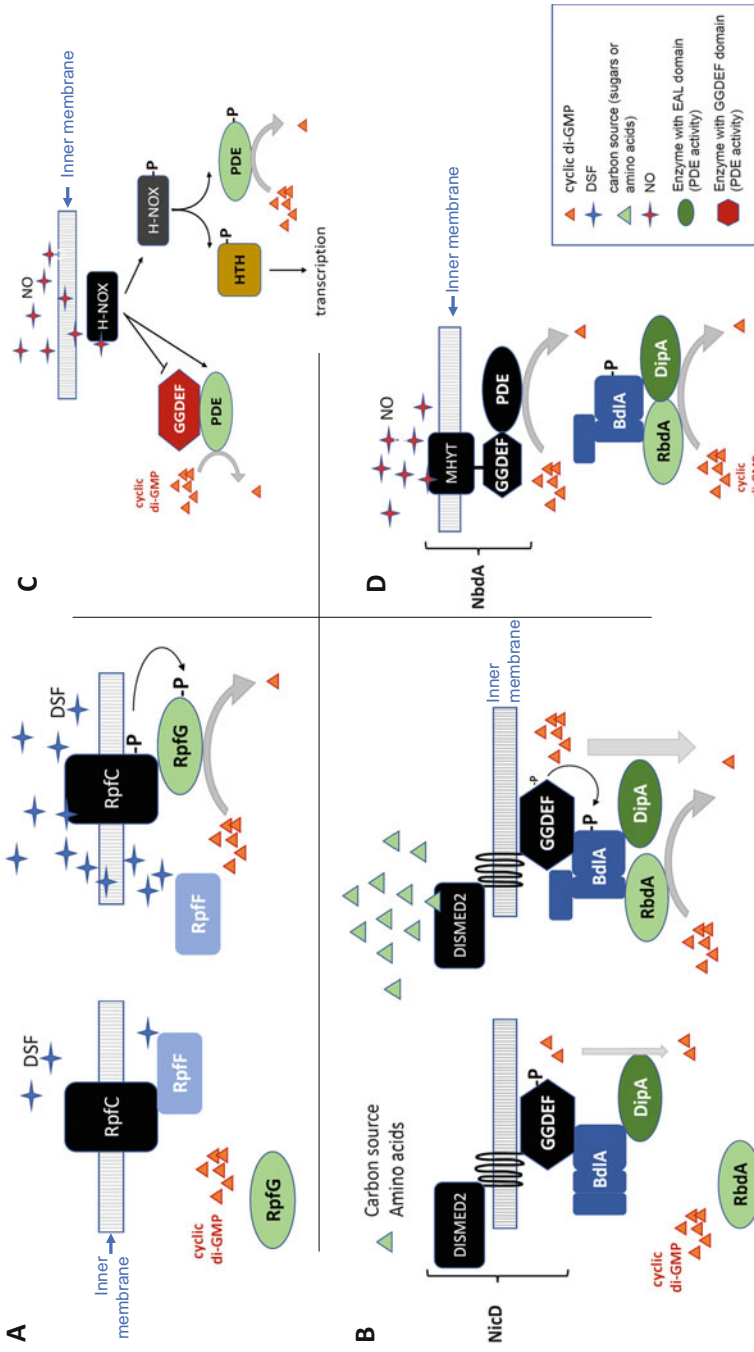 A
Inner
membrane
DSF
RpfC
RpfF
cyclic
di-GMP
RpfG
DSF
RpfC
-P
-P
RpfG
RpfF
B
Carbon source
Amino acids
NicD
DISMED2
GGDEF
-P
BdlA
DipA
cyclic
di-GMP
RbdA
DISMED2
Inner
membrane
GGDEF
-P
-P
BdlA
RbdA
DipA
C
NO
Inner membrane
H-NOX
H-NOX
-P
GGDEF
PDE
cyclic
di-GMP
-P
HTH
-P
PDE
transcription
D
NO
Inner membrane
NbdA
MHYT
GGDEF
PDE
-P
BdlA
RbdA
DipA
cyclic
di-GMP
cyclic di-GMP
DSF
carbon source (sugars or
amino acids)
NO
Enzyme with EAL domain
(PDE activity)
Enzyme with GGDEF domain
(PDE activity)